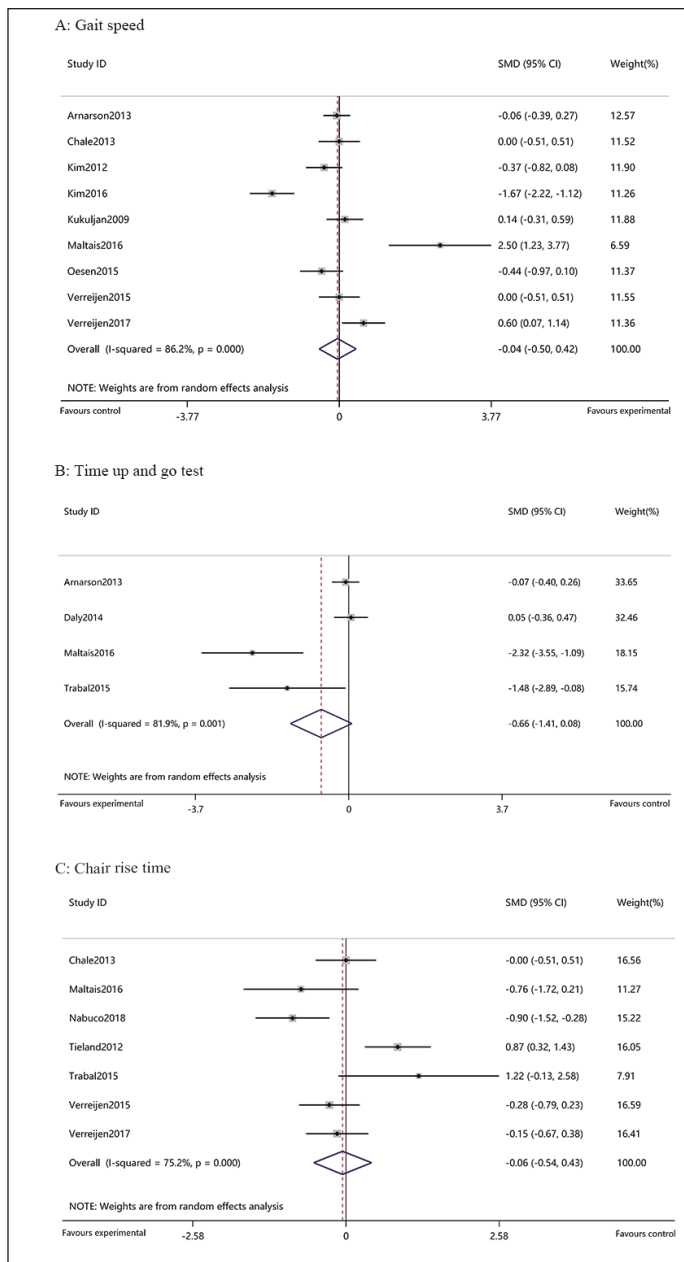 A: Gait speed
Study ID SMD (95% CI) Weight(%)
Arnarson2013 -0.06 (-0.39, 0.27) 12.57
Chale2013 0.00 (-0.51, 0.51) 11.52
Kim2012 -0.37 (-0.82, 0.08) 11.90
Kim2016 -1.67 (-2.22, -1.12) 11.26
Kukuljan2009 0.14 (-0.31, 0.59) 11.88
Maltais2016 2.50 (1.23, 3.77) 6.59
Oesen2015 -0.44 (-0.97, 0.10) 11.37
Verreijen2015 0.00 (-0.51, 0.51) 11.55
Verreijen2017 0.60 (0.07, 1.14) 11.36
Overall (I-squared = 86.2%, p = 0.000) -0.04 (-0.50, 0.42) 100.00
NOTE: Weights are from random effects analysis
Favours control Favours experimental
-3.77 0 3.77
B: Time up and go test
Study ID SMD (95% CI) Weight(%)
Arnarson2013 -0.07 (-0.40, 0.26) 33.65
Daly2014 0.05 (-0.36, 0.47) 32.46
Maltais2016 -2.32 (-3.55, -1.09) 18.15
Trabal2015 -1.48 (-2.89, -0.08) 15.74
Overall (I-squared = 81.9%, p = 0.001) -0.66 (-1.41, 0.08) 100.00
NOTE: Weights are from random effects analysis
Favours experimental Favours control
-3.7 0 3.7
C: Chair rise time
Study ID SMD (95% CI) Weight(%)
Chale2013 -0.00 (-0.51, 0.51) 16.56
Maltais2016 -0.76 (-1.72, 0.21) 11.27
Nabuco2018 -0.90 (-1.52, -0.28) 15.22
Tieland2012 0.87 (0.32, 1.43) 16.05
Trabal2015 1.22 (-0.13, 2.58) 7.91
Verreijen2015 -0.28 (-0.79, 0.23) 16.59
Verreijen2017 -0.15 (-0.67, 0.38) 16.41
Overall (I-squared = 75.2%, p = 0.000) -0.06 (-0.54, 0.43) 100.00
NOTE: Weights are from random effects analysis
Favours experimental Favours control
-2.58 0 2.58